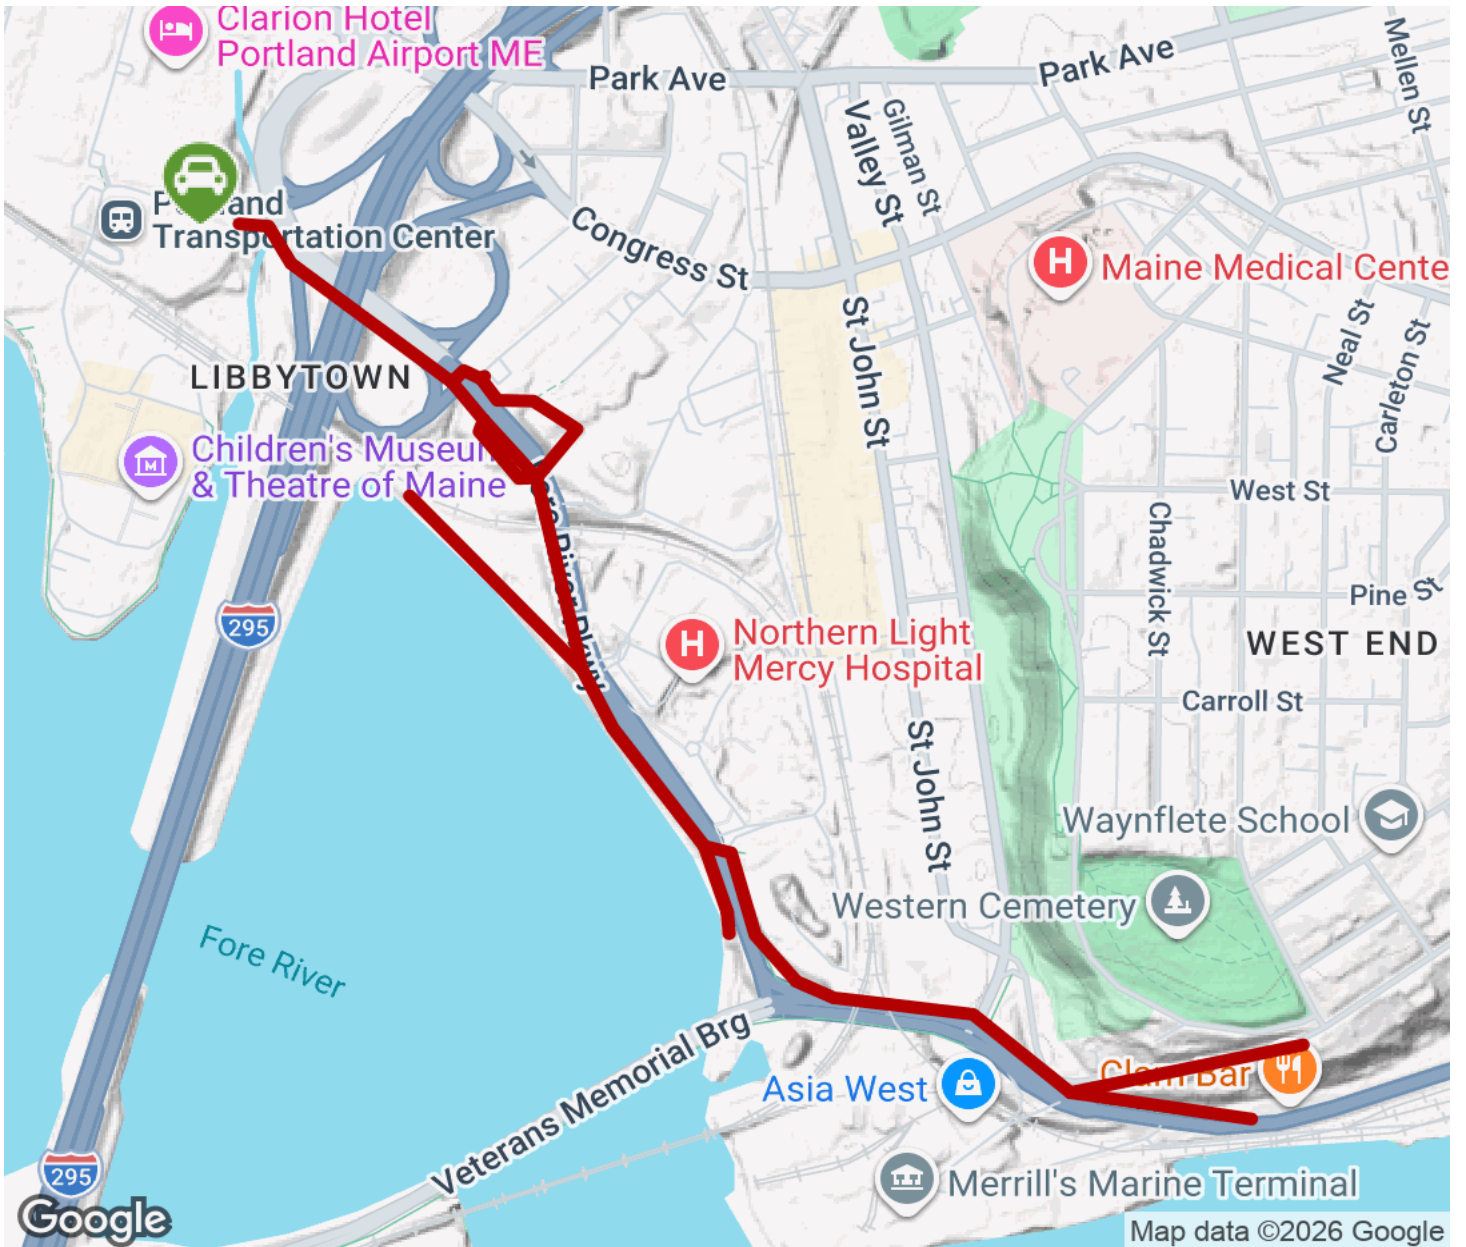 Clarion Hotel
Portland Airport ME
Park Ave
Park Ave
Mellen St
Valley St
Gilman St
Transportation Center
Congress St
Maine Medical Cente
Neal St
Carleton St
St John St
LIBBYTOWN
Children's
& Theatre of Maine
West St
Chadwick St
Pine St
295
River Pkwy
Northern Light
Mercy Hospital
WEST END
Carroll St
St John St
Waynflete School
Western Cemetery
Fore River
Veterans Memorial Brg
Bar
Asia West
295
Merrill's Marine Terminal
Google
Map data ©2026 Google